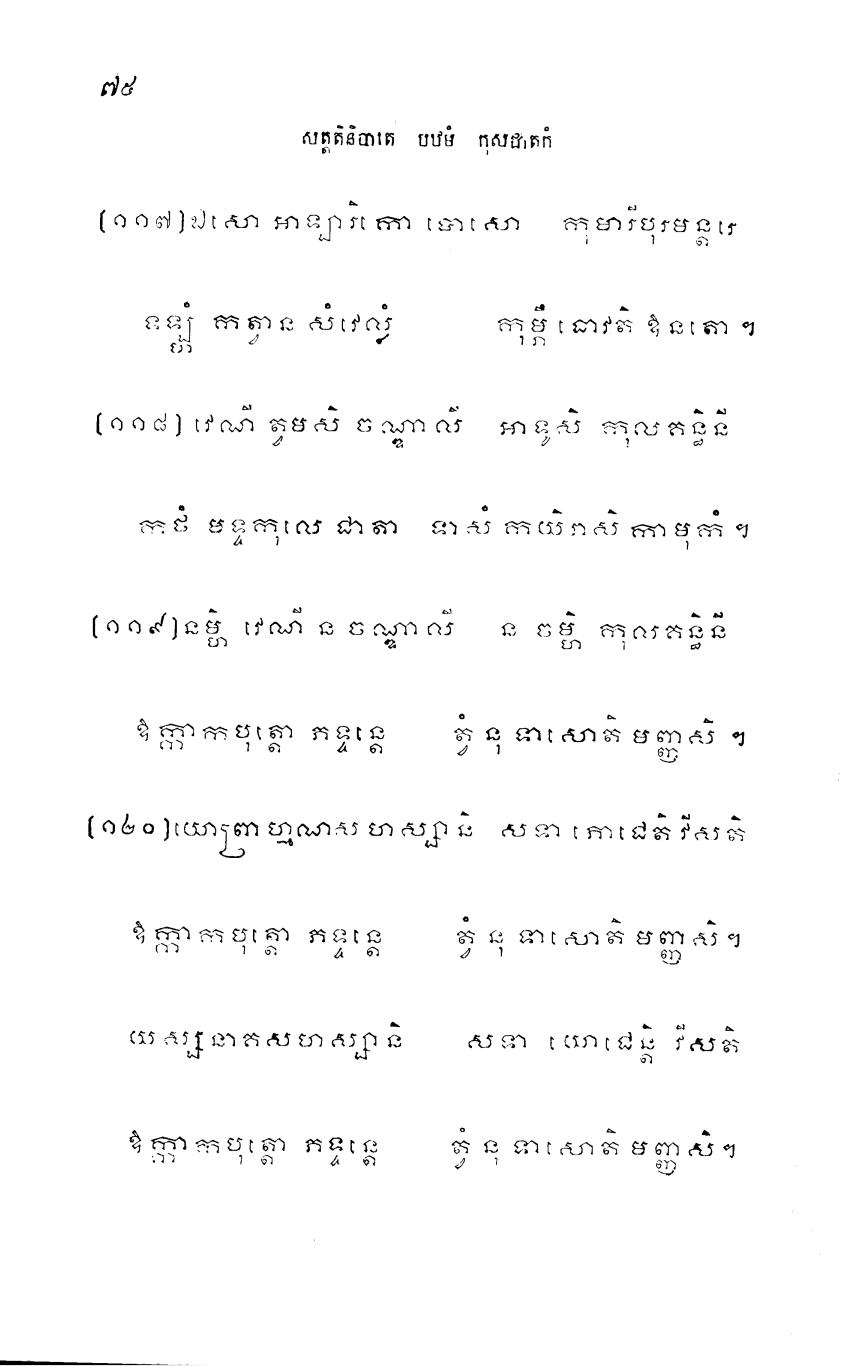 ៧៥
សត្តតិនិបាតេ បឋមំ កុសជាតកំ
(១១៧) ឯសោ អាឡារិកោ បោសោ កុមារីបុរមន្តរេ
ទឡ្ហំ កត្វាន សំវេល្លំ កុម្ភឹ ធោវតិ ឱនតោ ។
(១១៨) វេណី ត្វមសិ ចណ្ឌាលី អាទូសិ កុលគន្ធិនី
កថំ មទ្ទកុលេ ជាតា ទាសំ កយិរាសិ កាមុកំ ។
(១១៩) នម្ហិ វេណី ន ចណ្ឌាលី ន ចម្ហិ កុលគន្ធិនី
ឱក្កាកបុត្តោ ភទ្ទន្តេ ត្វំ នុ ទាសោតិ មញ្ញសិ ។
(១២០) យោ ព្រាហ្មណសហស្សានិ សទា ភោជេតិ វីសតិ
ឱក្កាកបុត្តោ ភទ្ទន្តេ ត្វំ នុ ទាសោតិ មញ្ញសិ ។
យស្ស នាគសហស្សានិ សទា យោជេន្តិ វីសតិ
ឱក្កាកបុត្តោ ភទ្ទន្តេ ត្វំ នុ ទាសោតិ មញ្ញសិ ។